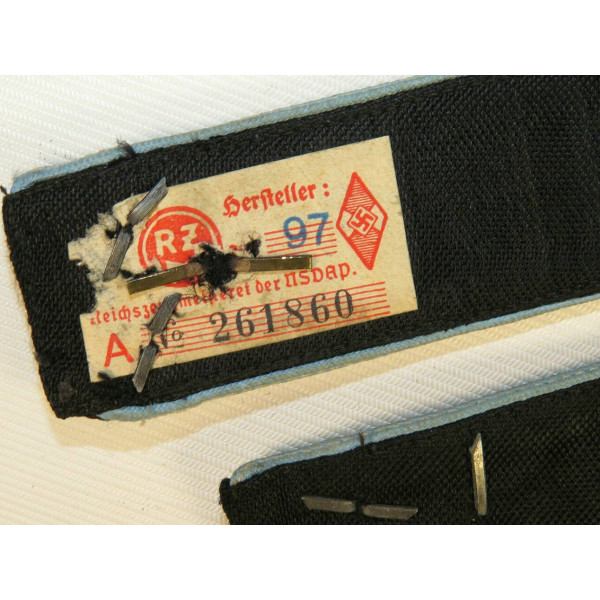 RZ
Hersteller:
97
der NSDAP.
A No 261860